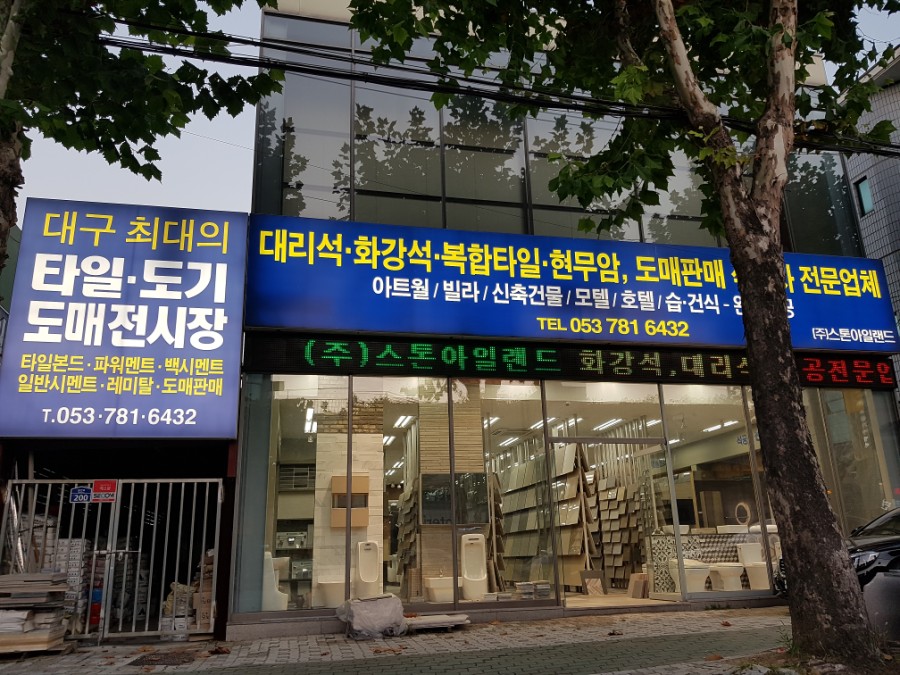 대구 최대의
타일·도기
도매전시장
타일본드·파워멘트·백시멘트
일반시멘트·레미탈·도매판매
T.053·781·6432
200
대리석·화강석·복합타일·현무암, 도매판매 전문업체
아트월/빌라/신축건물/모텔/호텔/습·건식-
TEL 053 781 6432
(주)스톤아일랜드
(주)스톤아일랜드 화강석,대리석 공전문업